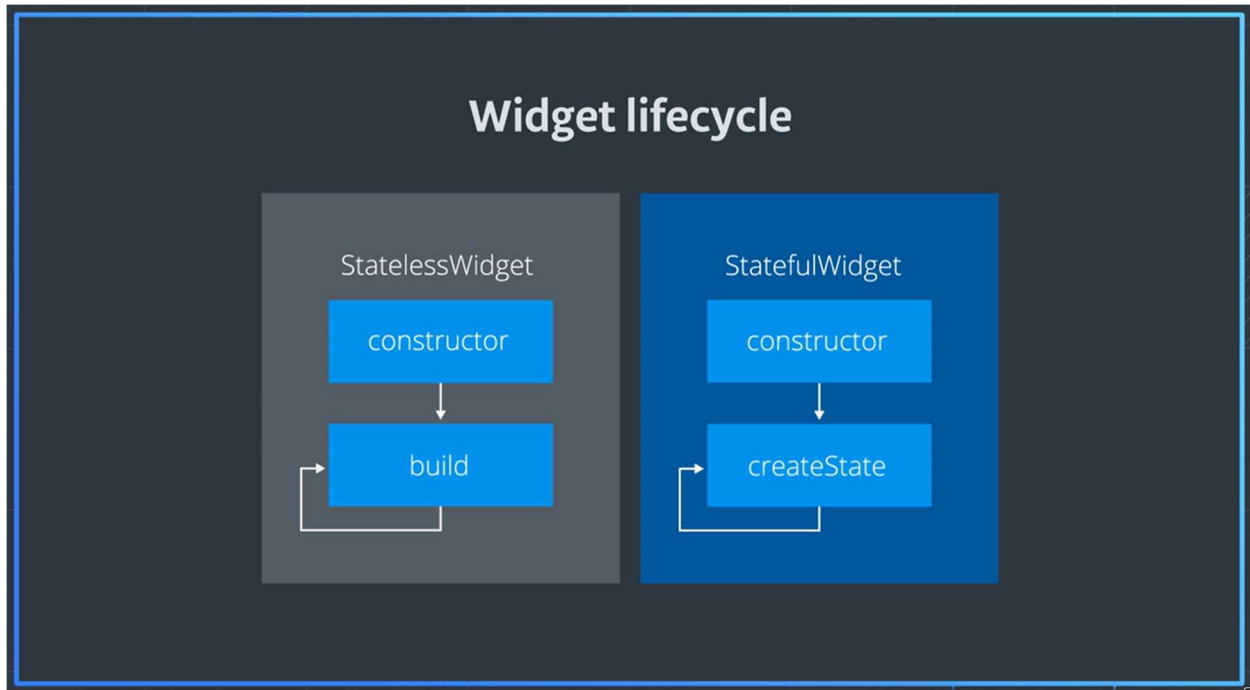 Widget lifecycle
StatelessWidget
constructor
build
StatefulWidget
constructor
createState